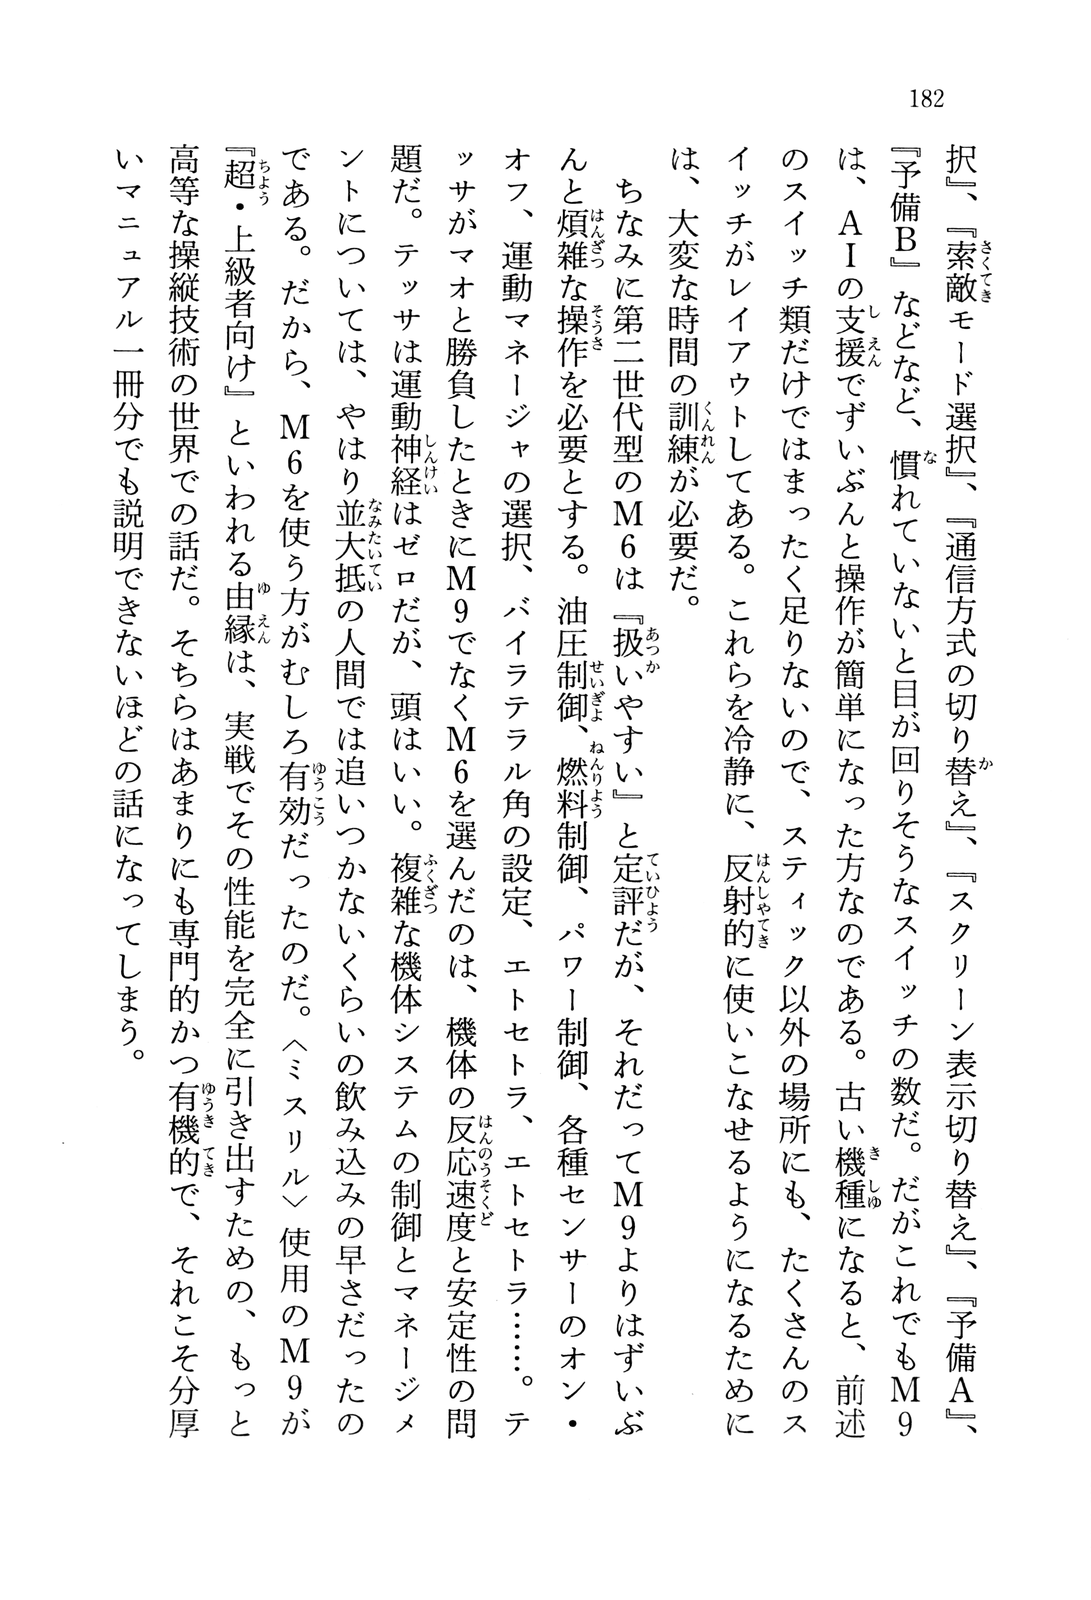 182
択』、『索敵モード選択』、『通信方式の切り替え』、『スクリーン表示切り替え』、『予備A』、
『予備B』などなど、慣れていないと目が回りそうなスイッチの数だ。だがこれでもM9
は、AIの支援でずいぶんと操作が簡単になった方なのである。古い機種になると、前述
のスイッチ類だけではまったく足りないので、スティック以外の場所にも、たくさんのス
イッチがレイアウトしてある。これらを冷静に、反射的に使いこなせるようになるために
は、大変な時間の訓練が必要だ。
　ちなみに第二世代型のM6は『扱いやすい』と定評だが、それだってM9よりはずいぶ
んと煩雑な操作を必要とする。油圧制御、燃料制御、パワー制御、各種センサーのオン・
オフ、運動マネージャの選択、バイラテラル角の設定、エトセトラ、エトセトラ……。テ
ッサがマオと勝負したときにM9でなくM6を選んだのは、機体の反応速度と安定性の問
題だ。テッサは運動神経はゼロだが、頭はいい。複雑な機体システムの制御とマネージメ
ントについては、やはり並大抵の人間では追いつかないくらいの飲み込みの早さだったの
である。だから、M6を使う方がむしろ有効だったのだ。〈ミスリル〉使用のM9が
『超・上級者向け』といわれる由縁は、実戦でその性能を完全に引き出すための、もっと
高等な操縦技術の世界での話だ。そちらはあまりにも専門的かつ有機的で、それこそ分厚
いマニュアル一冊分でも説明できないほどの話になってしまう。